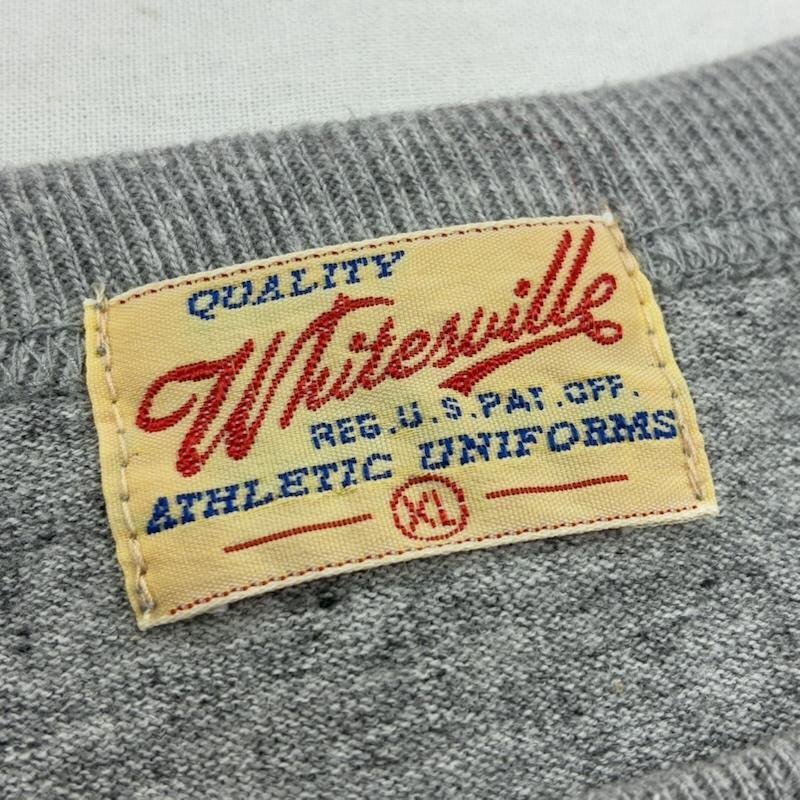 QUALITY
Whitesville
REG.U.S.PAT.OFF.
ATHLETIC UNIFORMS
XL